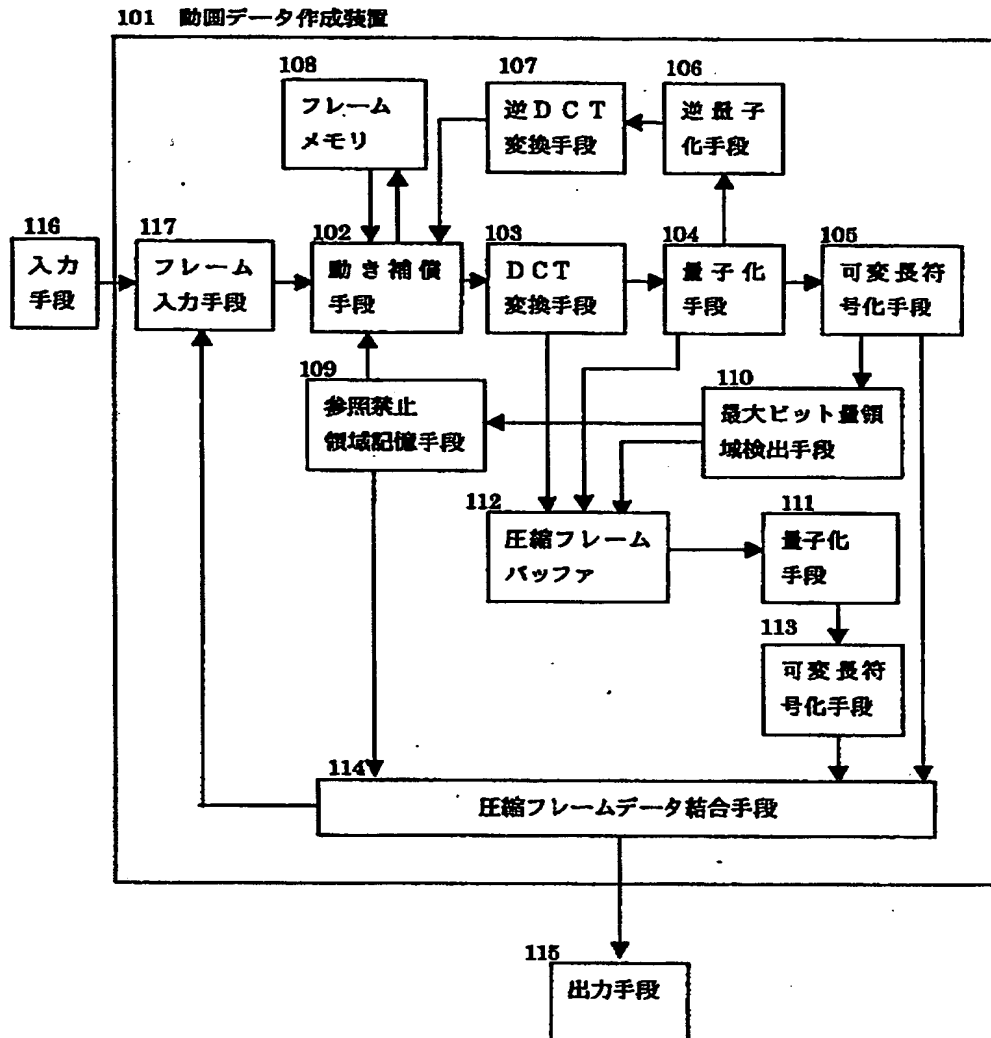 101 動画データ作成装置
108
フレーム
メモリ
107
逆DCT
変換手段
106
逆量子
化手段
116
入力
手段
117
フレーム
入力手段
102
動き補償
手段
103
DCT
変換手段
104
量子化
手段
105
可変長符
号化手段
109
参照禁止
領域記憶手段
110
最大ビット量領
域検出手段
112
圧縮フレーム
バッファ
111
量子化
手段
113
可変長符
号化手段
114
圧縮フレームデータ結合手段
115
出力手段